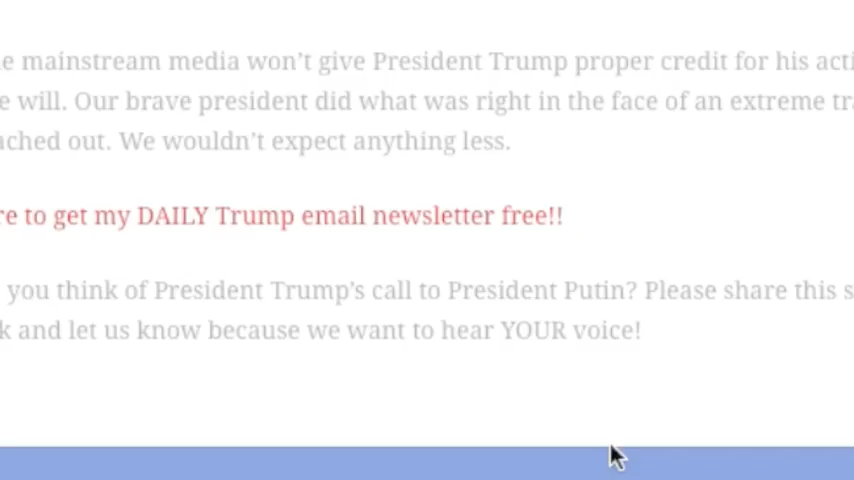 e mainstream media won't give President Trump proper credit for his acti
e will. Our brave president did what was right in the face of an extreme tra
ached out. We wouldn't expect anything less.
re to get my DAILY Trump email newsletter free!!
you think of President Trump's call to President Putin? Please share this s
k and let us know because we want to hear YOUR voice!